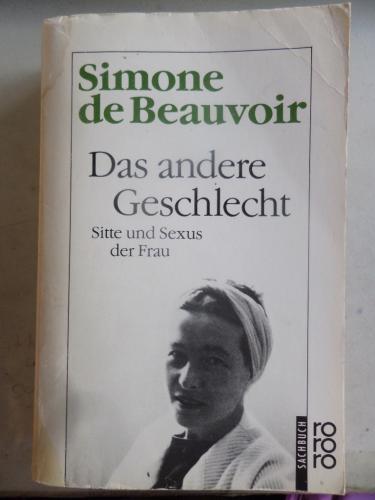 Simone
de Beauvoir
Das andere
Geschlecht
Sitte und Sexus
der Frau
SACHBUCH
ro
ro
ro